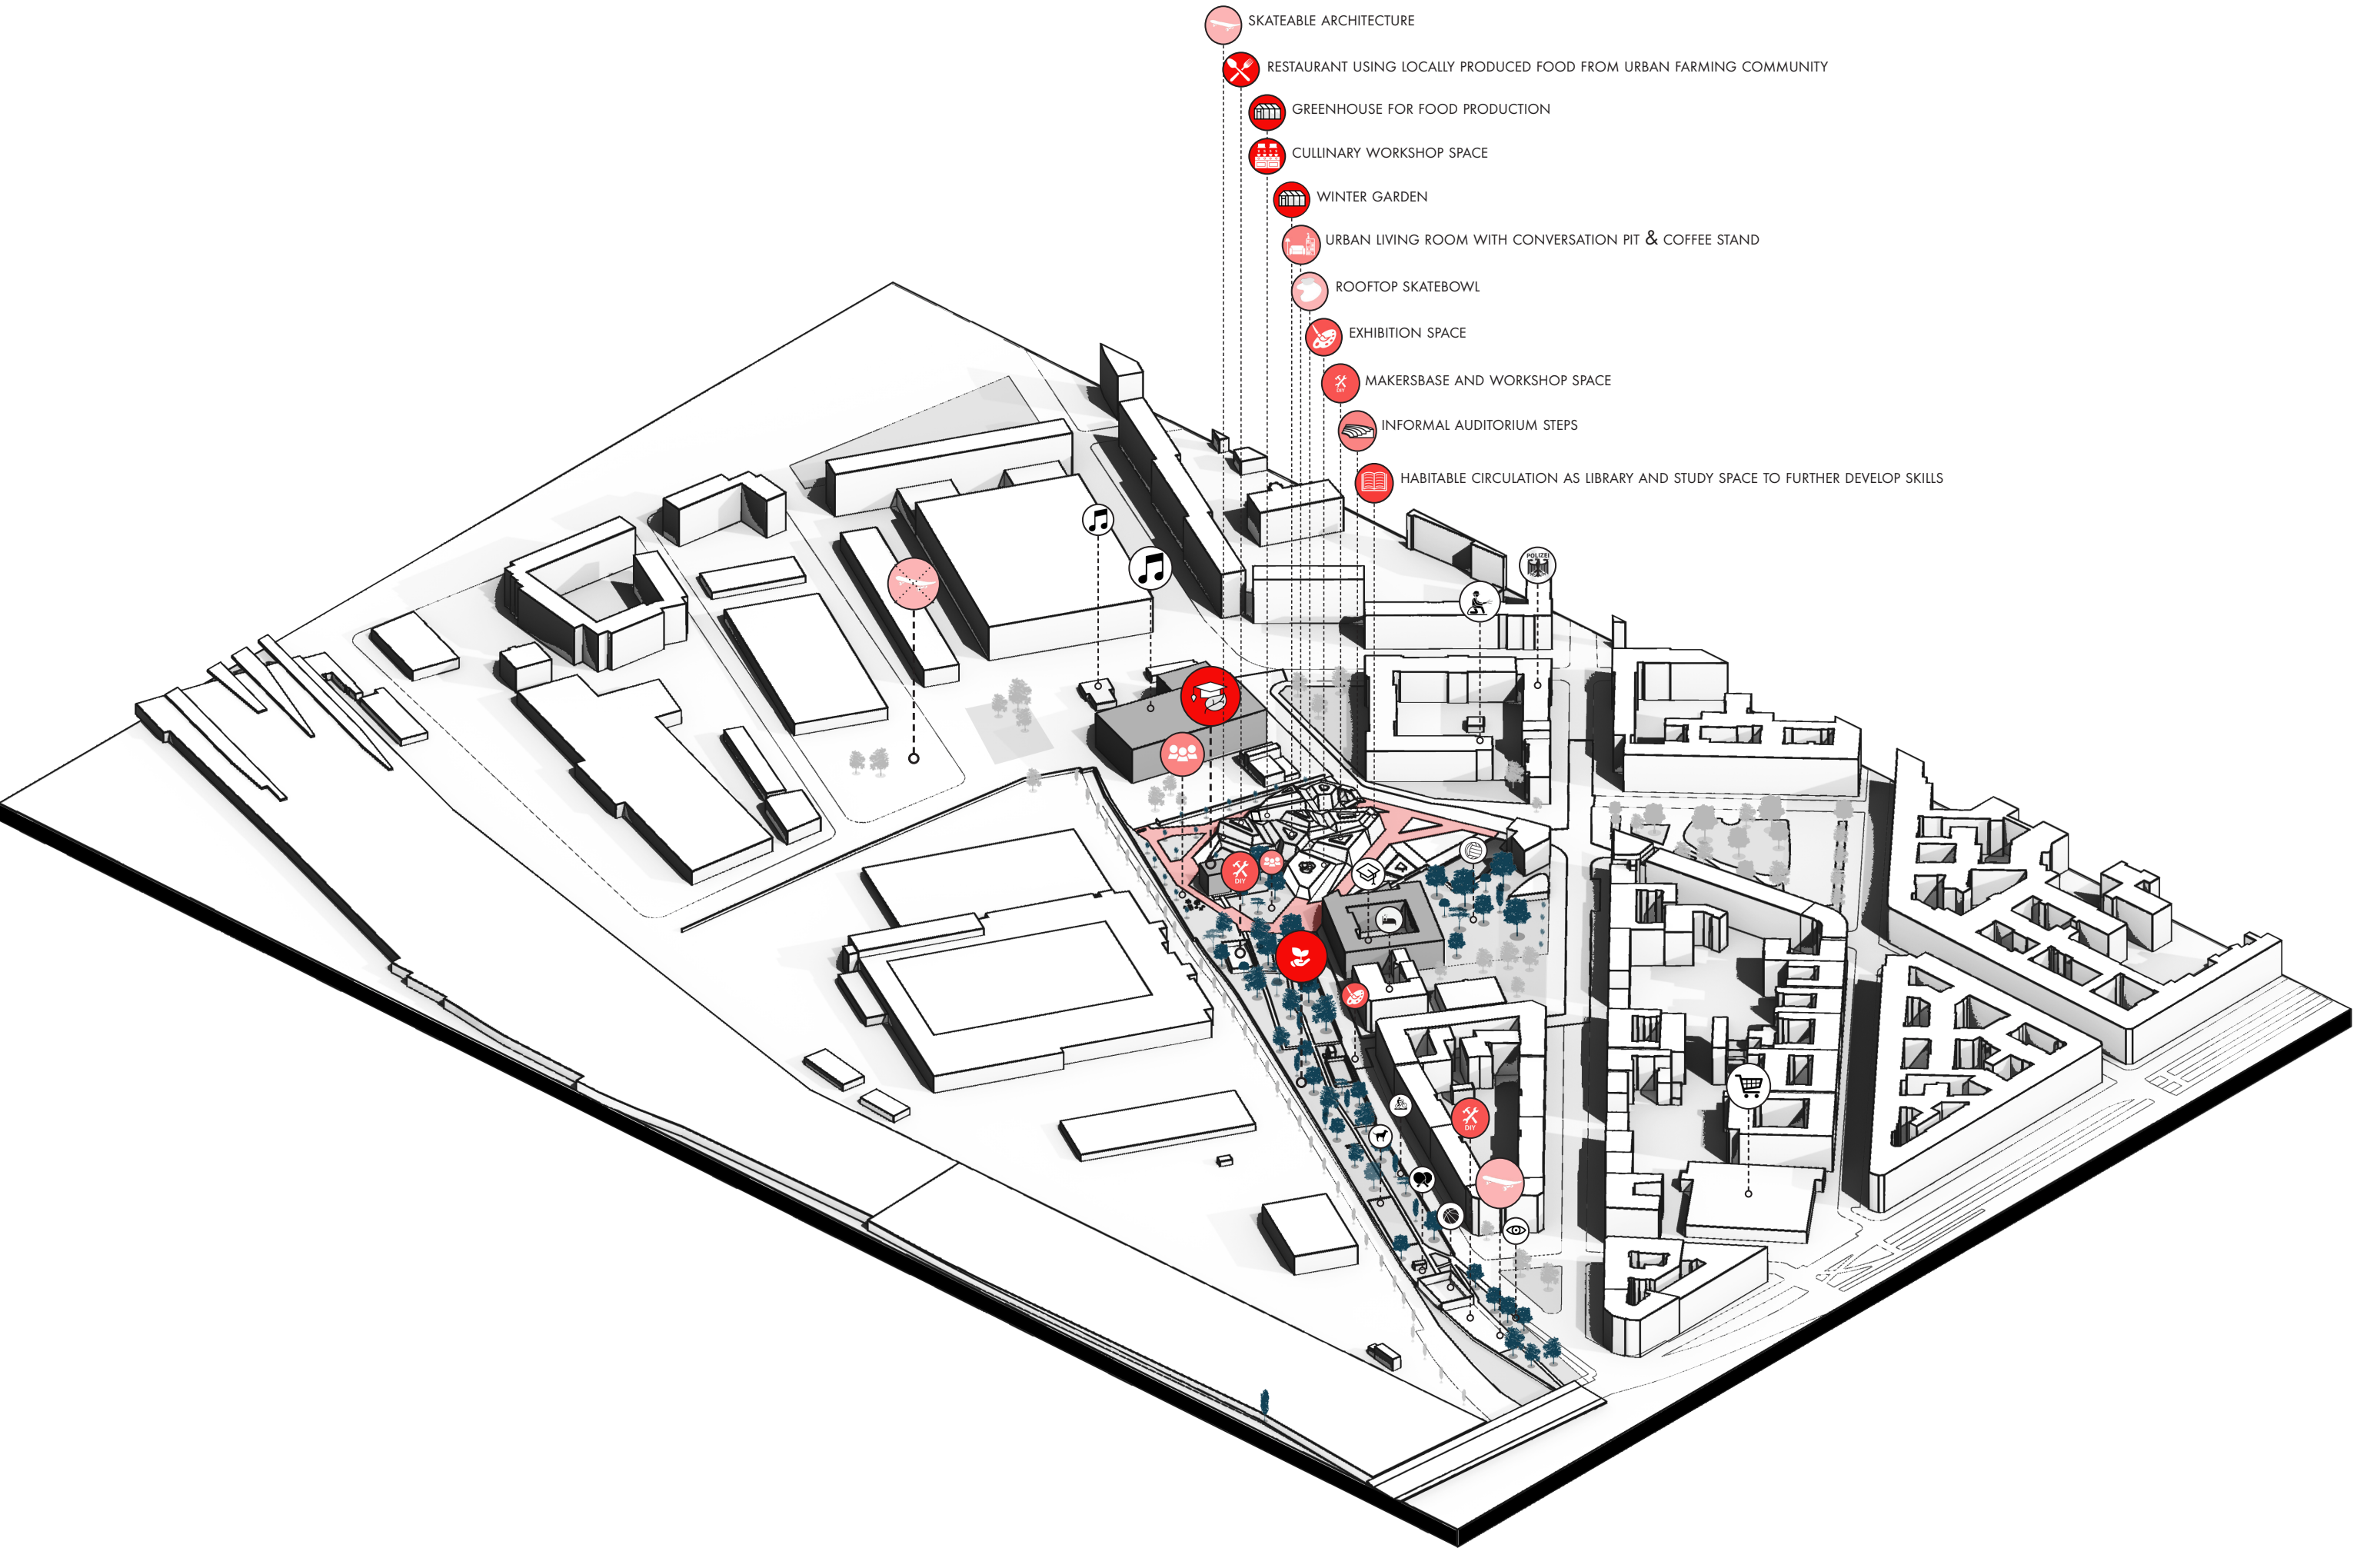 SKATEABLE ARCHITECTURE
RESTAURANT USING LOCALLY PRODUCED FOOD FROM URBAN FARMING COMMUNITY
GREENHOUSE FOR FOOD PRODUCTION
CULLINARY WORKSHOP SPACE
WINTER GARDEN
URBAN LIVING ROOM WITH CONVERSATION PIT & COFFEE STAND
ROOFTOP SKATEBOWL
EXHIBITION SPACE
MAKERSBASE AND WORKSHOP SPACE
DIY
INFORMAL AUDITORIUM STEPS
HABITABLE CIRCULATION AS LIBRARY AND STUDY SPACE TO FURTHER DEVELOP SKILLS
POLIZEI
DIY
DIY